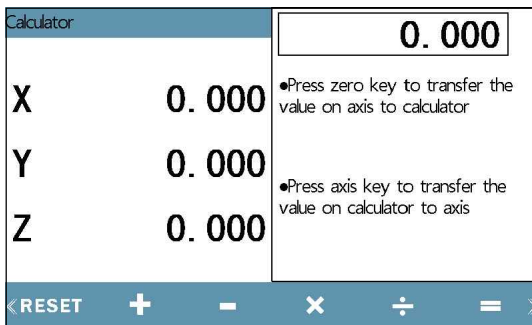 Calculator
X 0.000
Y 0.000
Z 0.000
0.000
●Press zero key to transfer the
value on axis to calculator
●Press axis key to transfer the
value on calculator to axis
《RESET + - × ÷ = 》